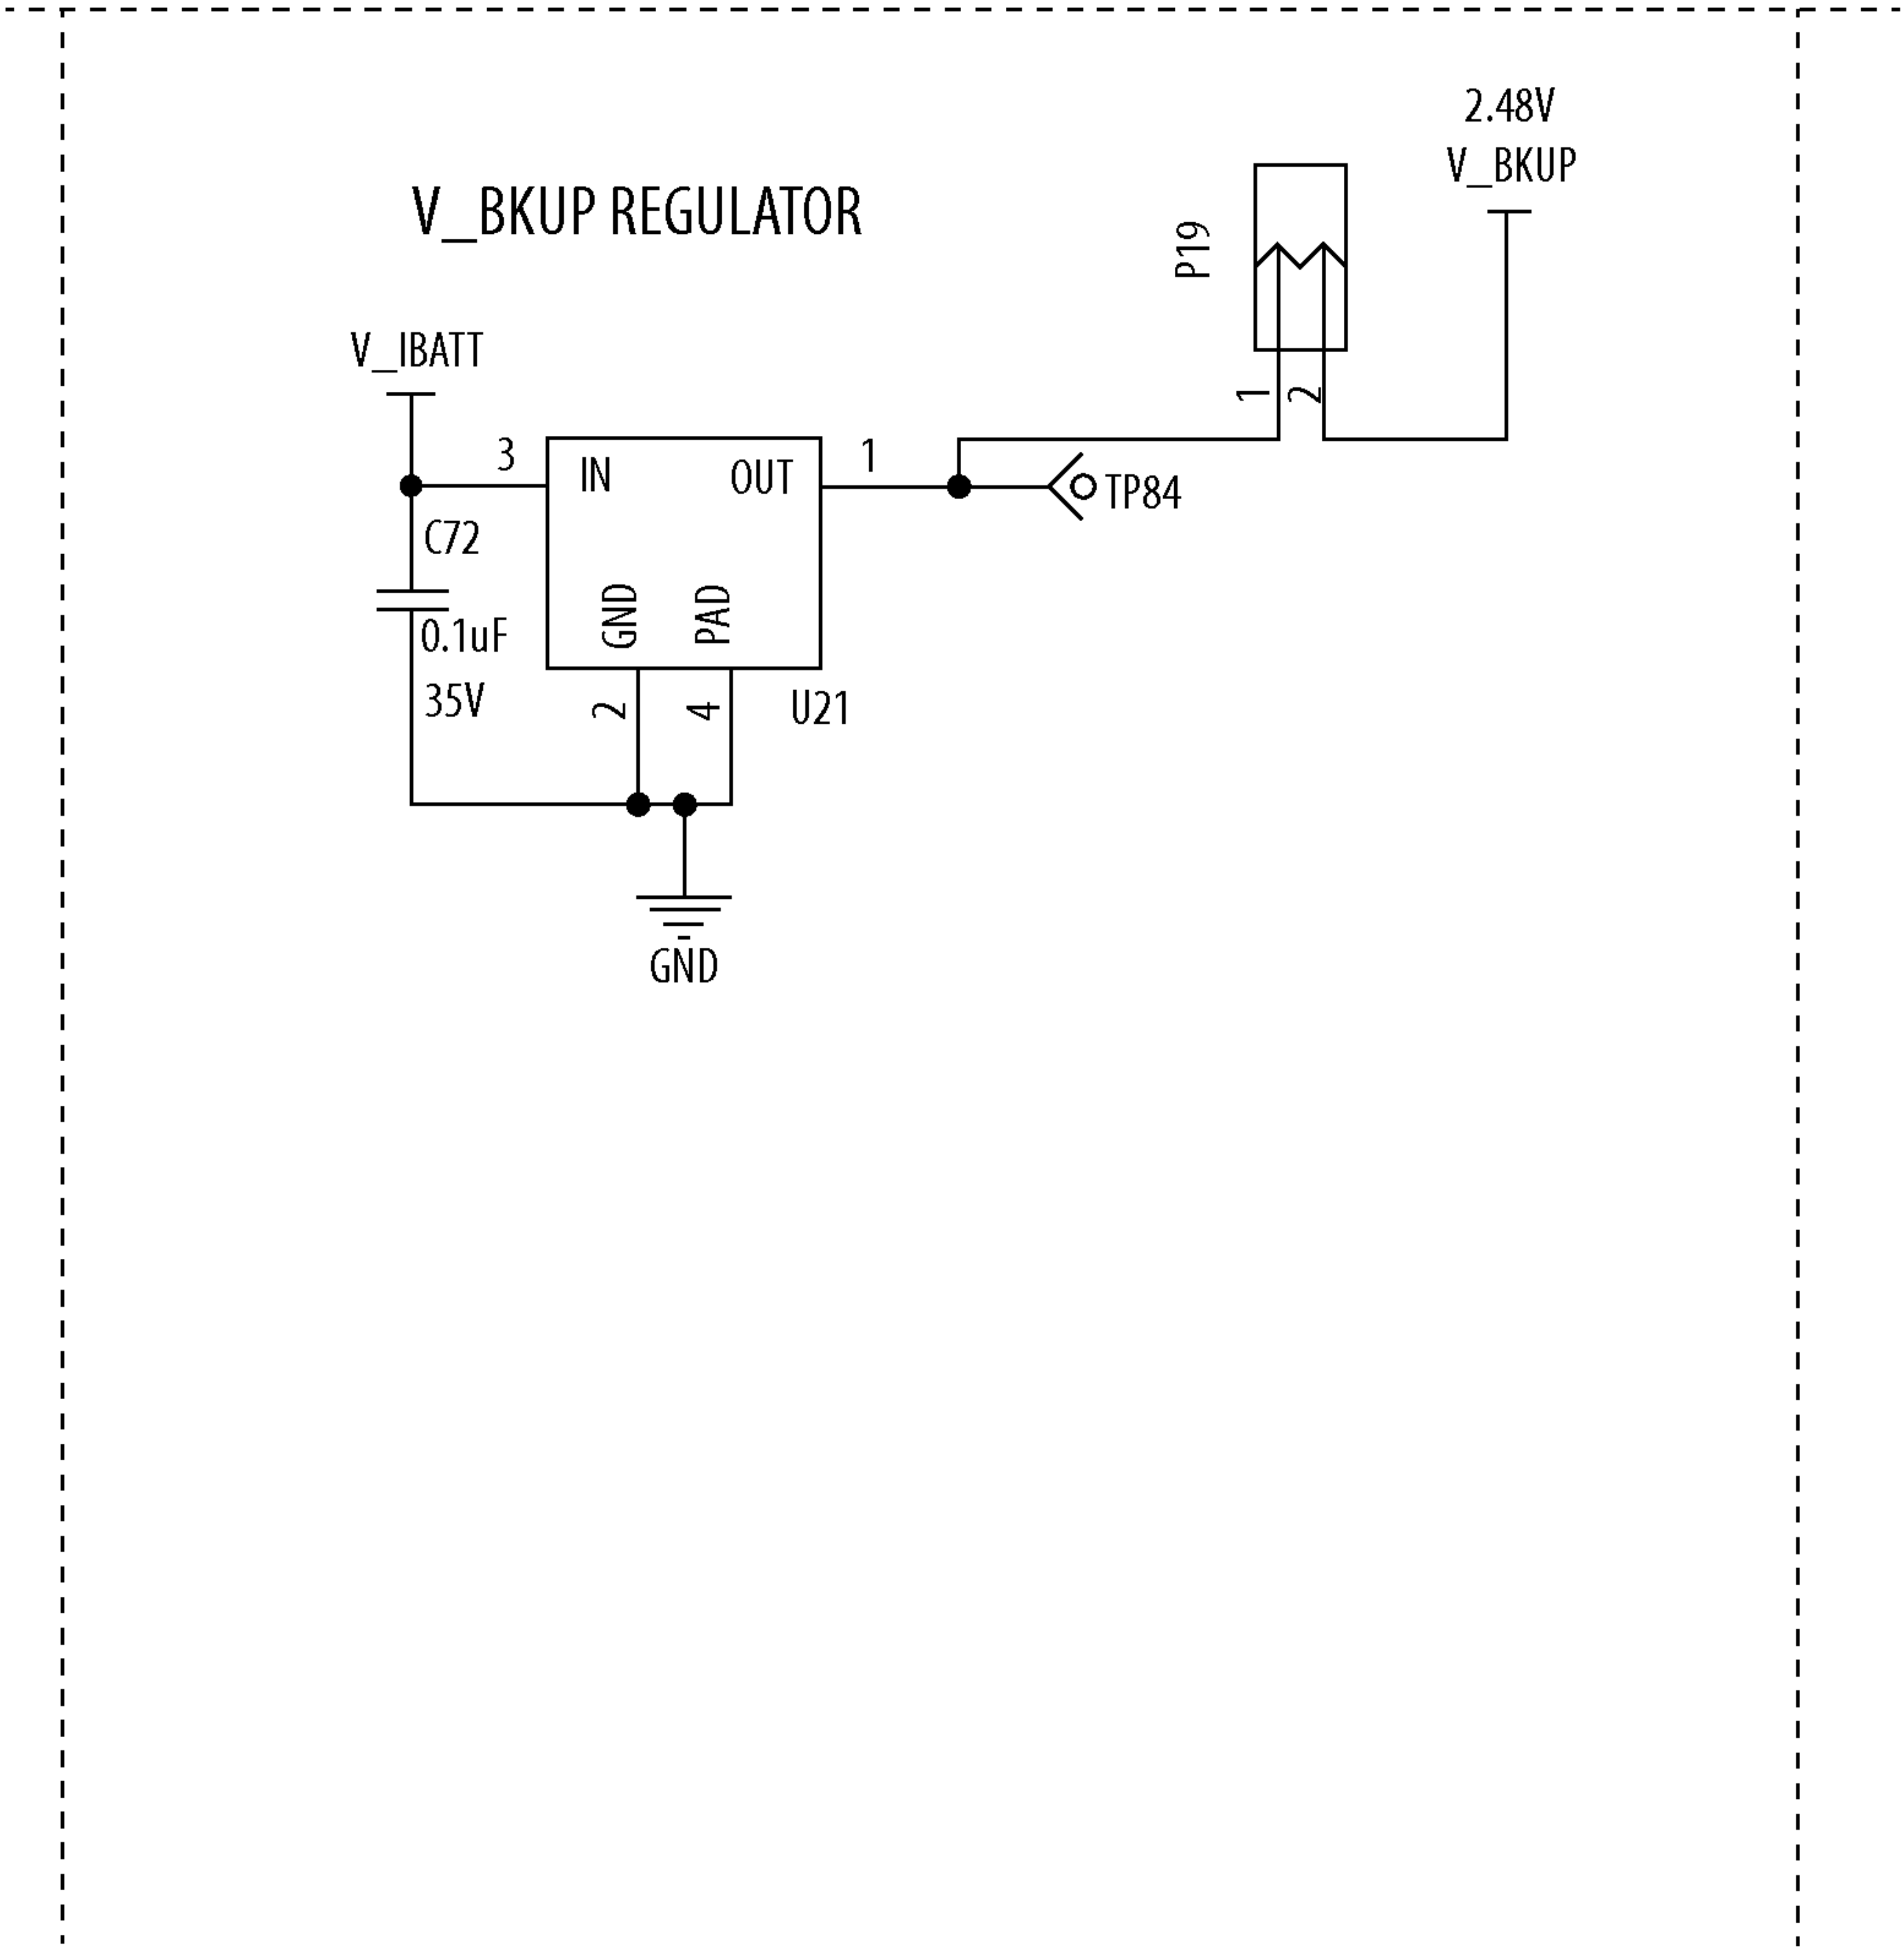 2.48V
V_BKUP
V_BKUP REGULATOR
P19
V_IBATT
1
2
3
IN
OUT
1
TP84
C72
0.1uF
35V
GND
PAD
2
4
U21
GND